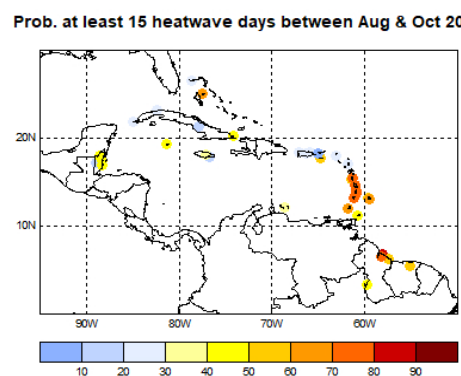 Prob. at least 15 heatwave days between Aug & Oct 20
20N
10N
90W 80W 70W 60W
10 20 30 40 50 60 70 80 90